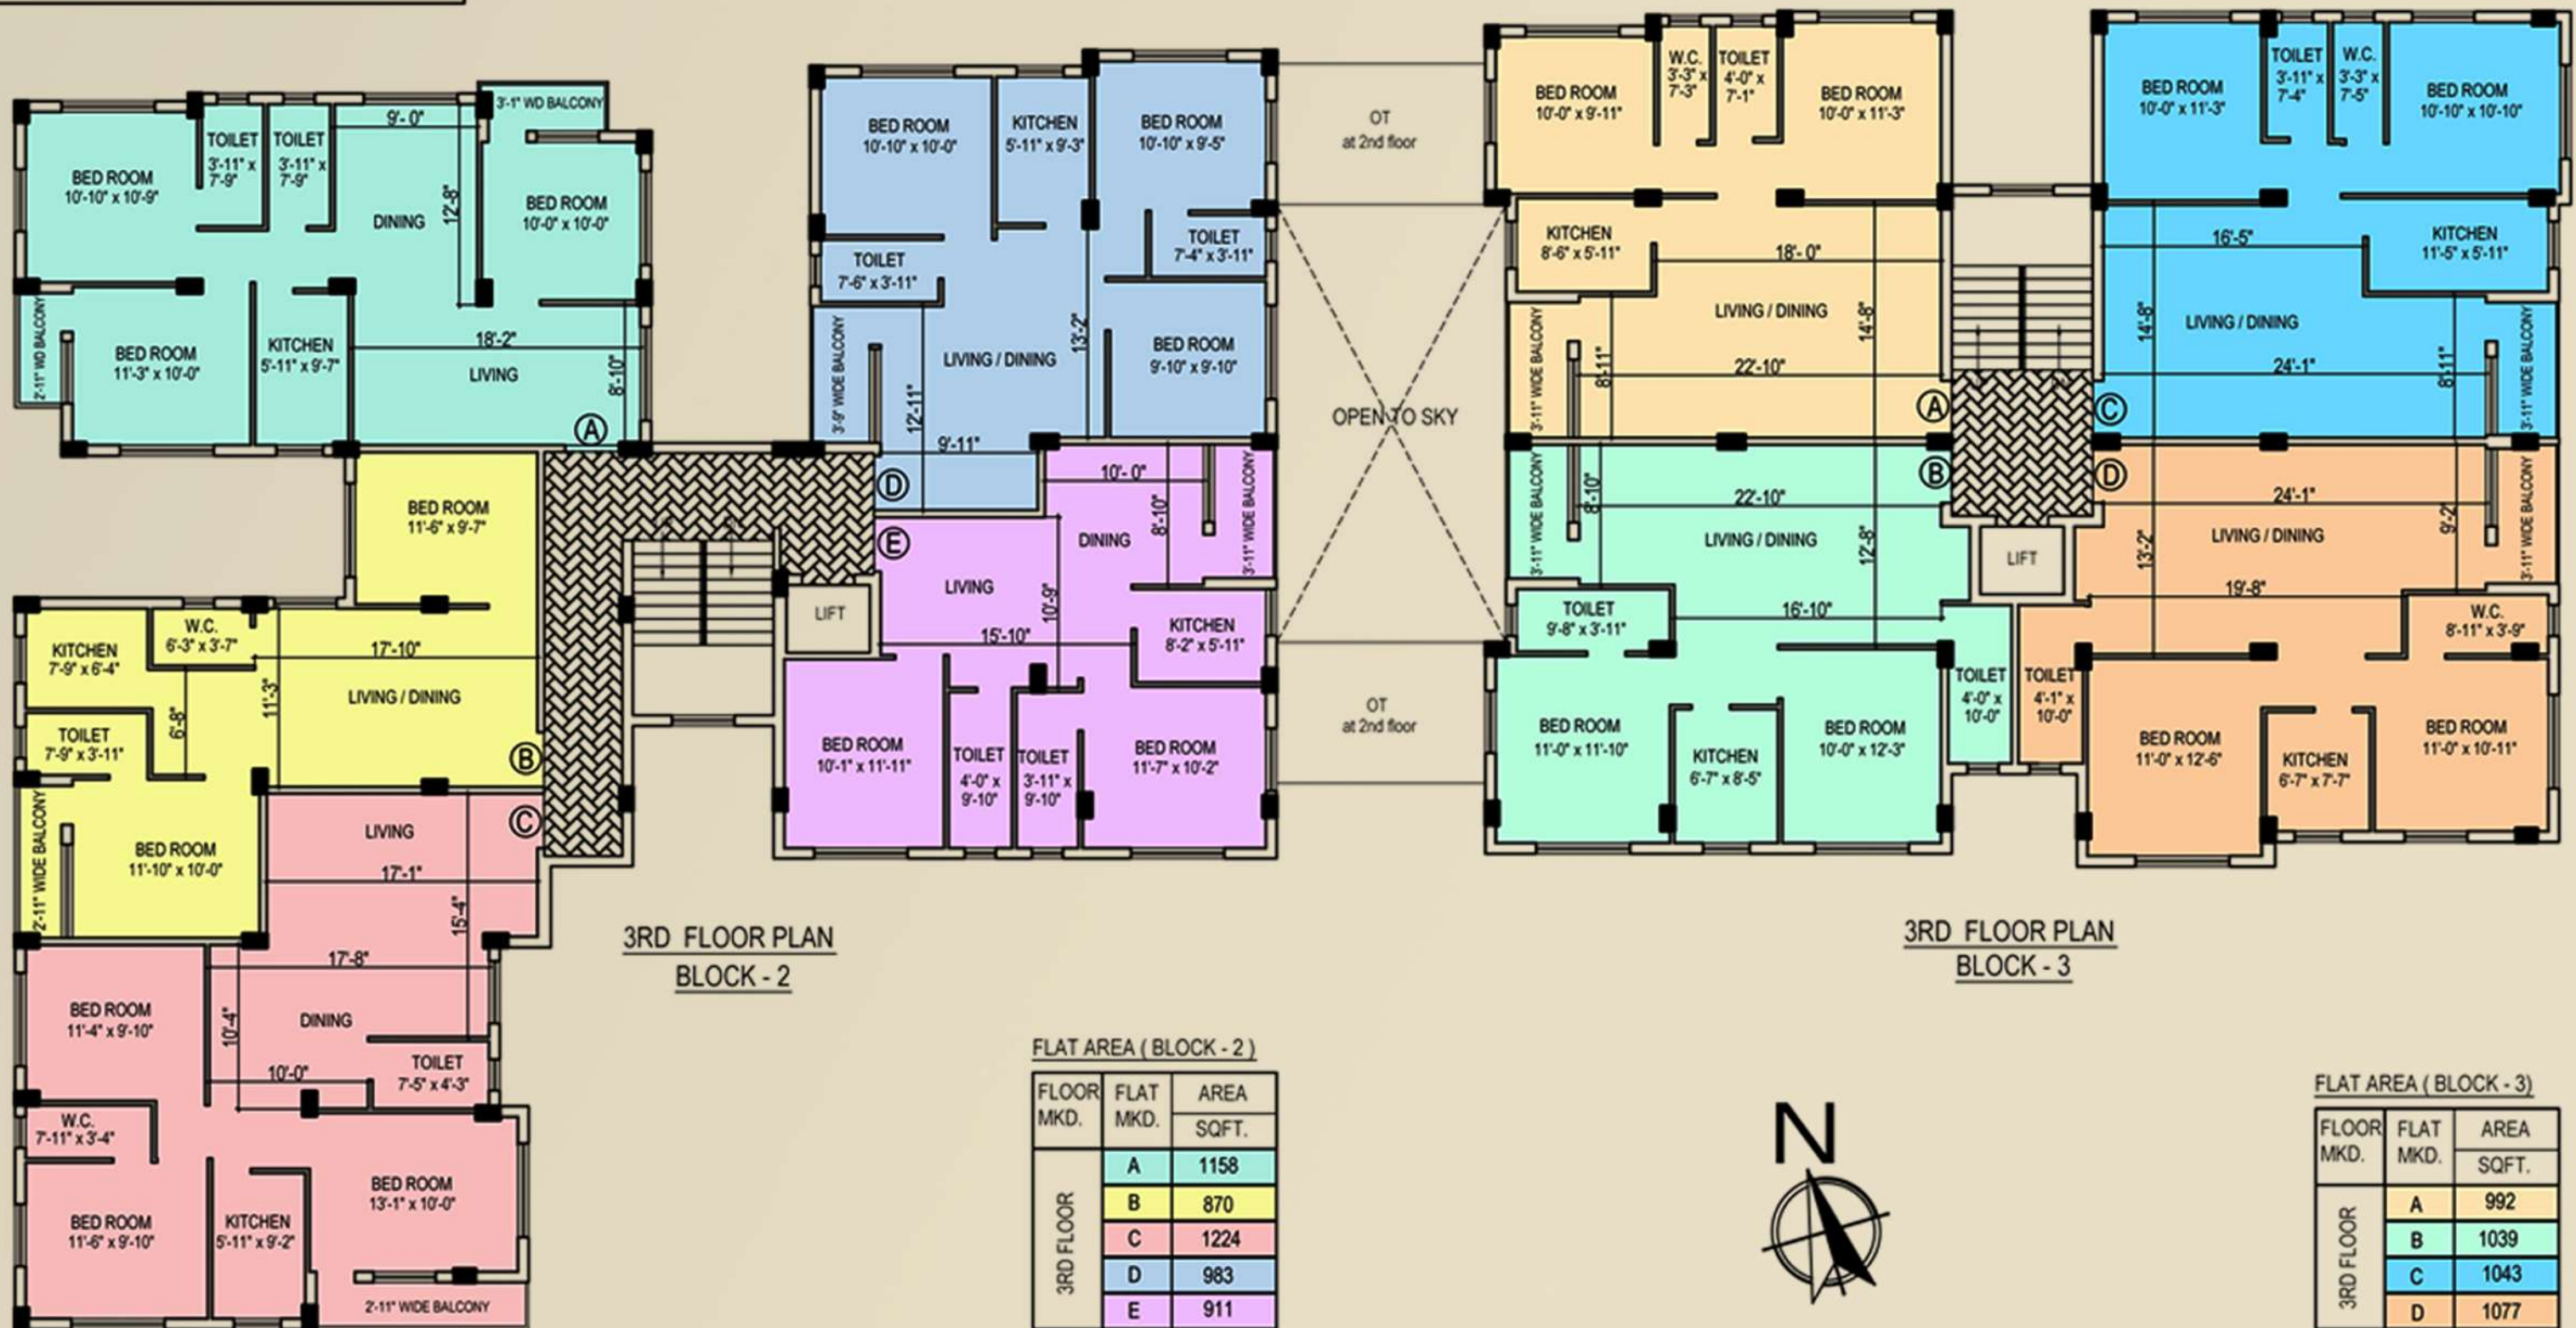 3'-1" WD BALCONY
9'- 0"
TOILET
3'-11" x
7'-9"
TOILET
3'-11" x
7'-9"
BED ROOM
10'-10" x 10'-9"
DINING
12'-8"
BED ROOM
10'-0" x 10'-0"
2'-11" WD BALCONY
BED ROOM
11'-3" x 10'-0"
KITCHEN
5'-11" x 9'-7"
18'-2"
LIVING
8'-10"
A
BED ROOM
11'-6" x 9'-7"
KITCHEN
7'-9" x 6'-4"
W.C.
6'-3" x 3'-7"
17'-10"
LIVING / DINING
11'-3"
6'-8"
TOILET
7'-9" x 3'-11"
B
2'-11" WIDE BALCONY
BED ROOM
11'-10" x 10'-0"
LIVING
C
17'-1"
15'-4"
17'-8"
BED ROOM
11'-4" x 9'-10"
DINING
10'-4"
10'-0"
TOILET
7'-5" x 4'-3"
W.C.
7'-11" x 3'-4"
BED ROOM
11'-6" x 9'-10"
KITCHEN
5'-11" x 9'-2"
BED ROOM
13'-1" x 10'-0"
2'-11" WIDE BALCONY
BED ROOM
10'-10" x 10'-0"
KITCHEN
5'-11" x 9'-3"
BED ROOM
10'-10" x 9'-5"
TOILET
7'-6" x 3'-11"
TOILET
7'-4" x 3'-11"
3'-9" WIDE BALCONY
LIVING / DINING
13'-2"
12'-11"
BED ROOM
9'-10" x 9'-10"
9'-11"
D
E
10'- 0"
8'-10"
DINING
3'-11" WIDE BALCONY
LIVING
10'-9"
15'-10"
KITCHEN
8'-2" x 5'-11"
LIFT
BED ROOM
10'-1" x 11'-11"
TOILET
4'-0" x
9'-10"
TOILET
3'-11" x
9'-10"
BED ROOM
11'-7" x 10'-2"
3RD FLOOR PLAN
BLOCK - 2
OT
at 2nd floor
OPEN TO SKY
OT
at 2nd floor
BED ROOM
10'-0" x 9'-11"
W.C.
3'-3" x
7'-3"
TOILET
4'-0" x
7'-1"
BED ROOM
10'-0" x 11'-3"
KITCHEN
8'-6" x 5'-11"
18'- 0"
LIVING / DINING
14'-8"
3'-11" WIDE BALCONY
8'-11"
22'-10"
A
B
3'-11" WIDE BALCONY
8'-10"
22'-10"
LIVING / DINING
12'-8"
TOILET
9'-8" x 3'-11"
16'-10"
BED ROOM
11'-0" x 11'-10"
KITCHEN
6'-7" x 8'-5"
BED ROOM
10'-0" x 12'-3"
TOILET
4'-0" x
10'-0"
LIFT
BED ROOM
10'-0" x 11'-3"
TOILET
3'-11" x
7'-4"
W.C.
3'-3" x
7'-5"
BED ROOM
10'-10" x 10'-10"
16'-5"
KITCHEN
11'-5" x 5'-11"
14'-8"
LIVING / DINING
24'-1"
8'-11"
3'-11" WIDE BALCONY
C
D
24'-1"
9'-2"
3'-11" WIDE BALCONY
LIVING / DINING
13'-2"
19'-8"
W.C.
8'-11" x 3'-9"
TOILET
4'-1" x
10'-0"
BED ROOM
11'-0" x 12'-6"
KITCHEN
6'-7" x 7'-7"
BED ROOM
11'-0" x 10'-11"
3RD FLOOR PLAN
BLOCK - 3
FLAT AREA ( BLOCK - 2 )
FLOOR MKD. FLAT MKD. AREA SQFT.
3RD FLOOR
A 1158
B 870
C 1224
D 983
E 911
N
FLAT AREA ( BLOCK - 3)
FLOOR MKD. FLAT MKD. AREA SQFT.
3RD FLOOR
A 992
B 1039
C 1043
D 1077